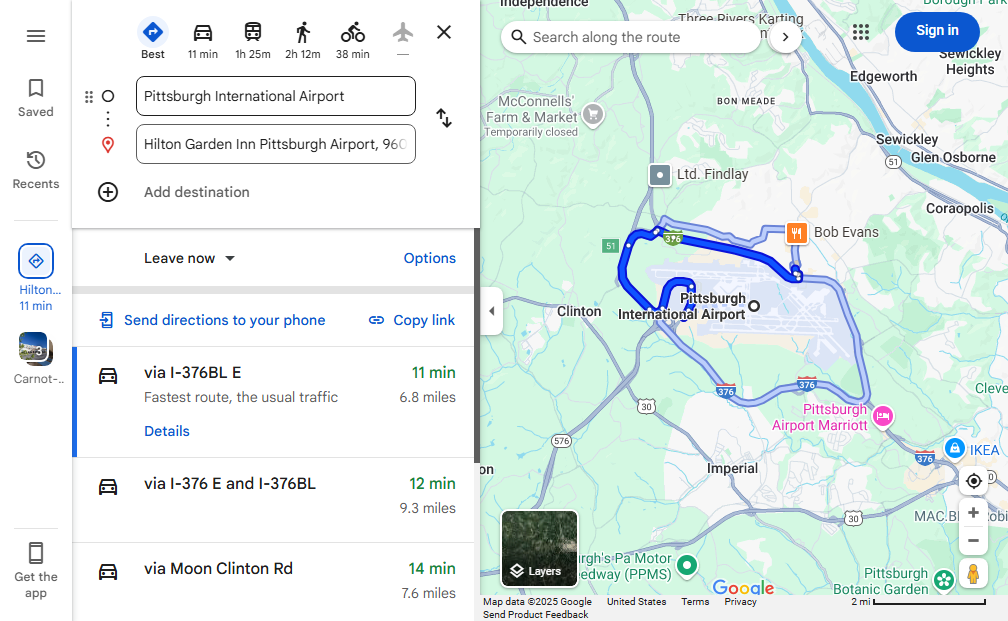 Saved
Recents
Hilton...
11 min
3
Carnot-...
Get the
app
Best
11 min
1h 25m
2h 12m
38 min
—
Pittsburgh International Airport
Hilton Garden Inn Pittsburgh Airport, 960
Add destination
Leave now
Options
Send directions to your phone
Copy link
via I-376BL E
11 min
Fastest route, the usual traffic
6.8 miles
Details
via I-376 E and I-376BL
12 min
9.3 miles
via Moon Clinton Rd
14 min
7.6 miles
Search along the route
Sign in
Independence
Three Rivers Karting
Sewickley
Heights
Edgeworth
BON MEADE
McConnells'
Farm & Market
Temporarily closed
Sewickley
51
Glen Osborne
Ltd. Findlay
Coraopolis
Bob Evans
51
376
Pittsburgh
International Airport
Clinton
376
376
30
Pittsburgh
Airport Marriott
576
376
IKEA
Imperial
30
MAC.BI
Robi
Layers
rgh's Pa Motor
edway (PPMS)
Pittsburgh
Botanic Garden
Google
Map data ©2025 Google
United States
Terms
Privacy
2 mi
Send Product Feedback